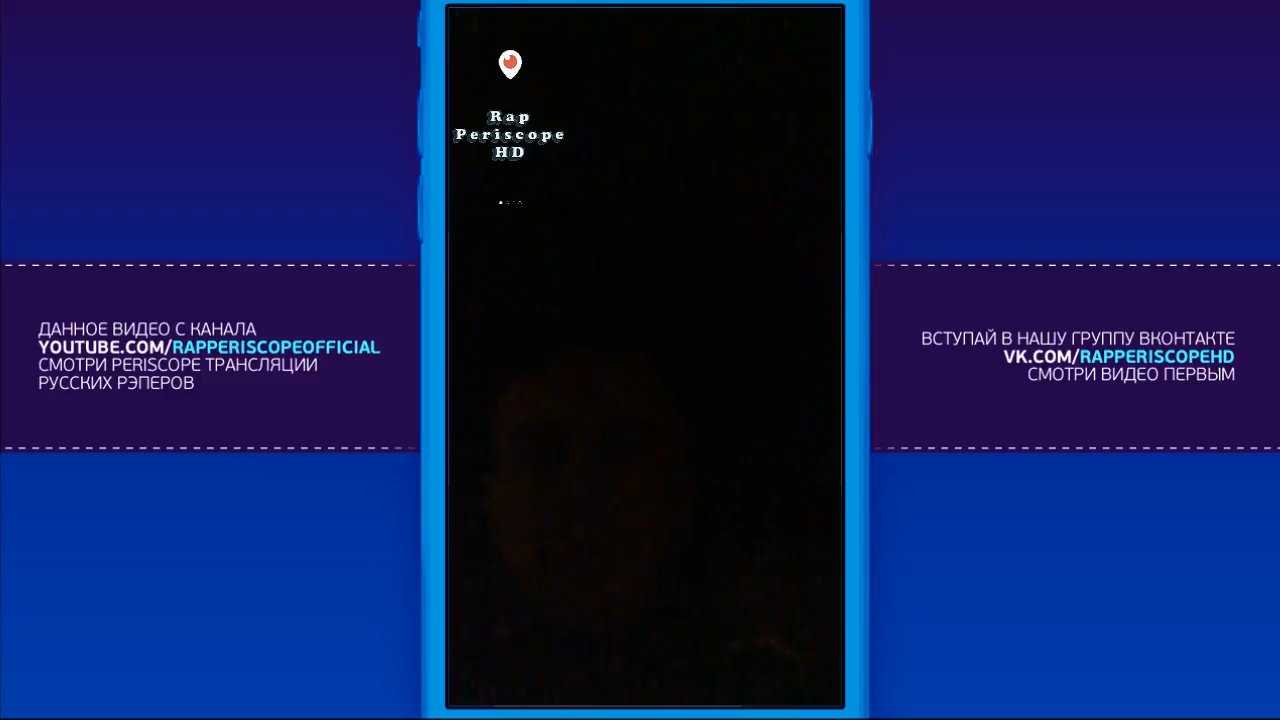 Rap
Periscope
HD
ДАННОЕ ВИДЕО С КАНАЛА
YOUTUBE.COM/RAPPERISCOPEOFFICIAL
СМОТРИ PERISCOPE ТРАНСЛЯЦИИ
РУССКИХ РЭПЕРОВ
ВСТУПАЙ В НАШУ ГРУППУ ВКОНТАКТЕ
VK.COM/RAPPERISCOPEHD
СМОТРИ ВИДЕО ПЕРВЫМ